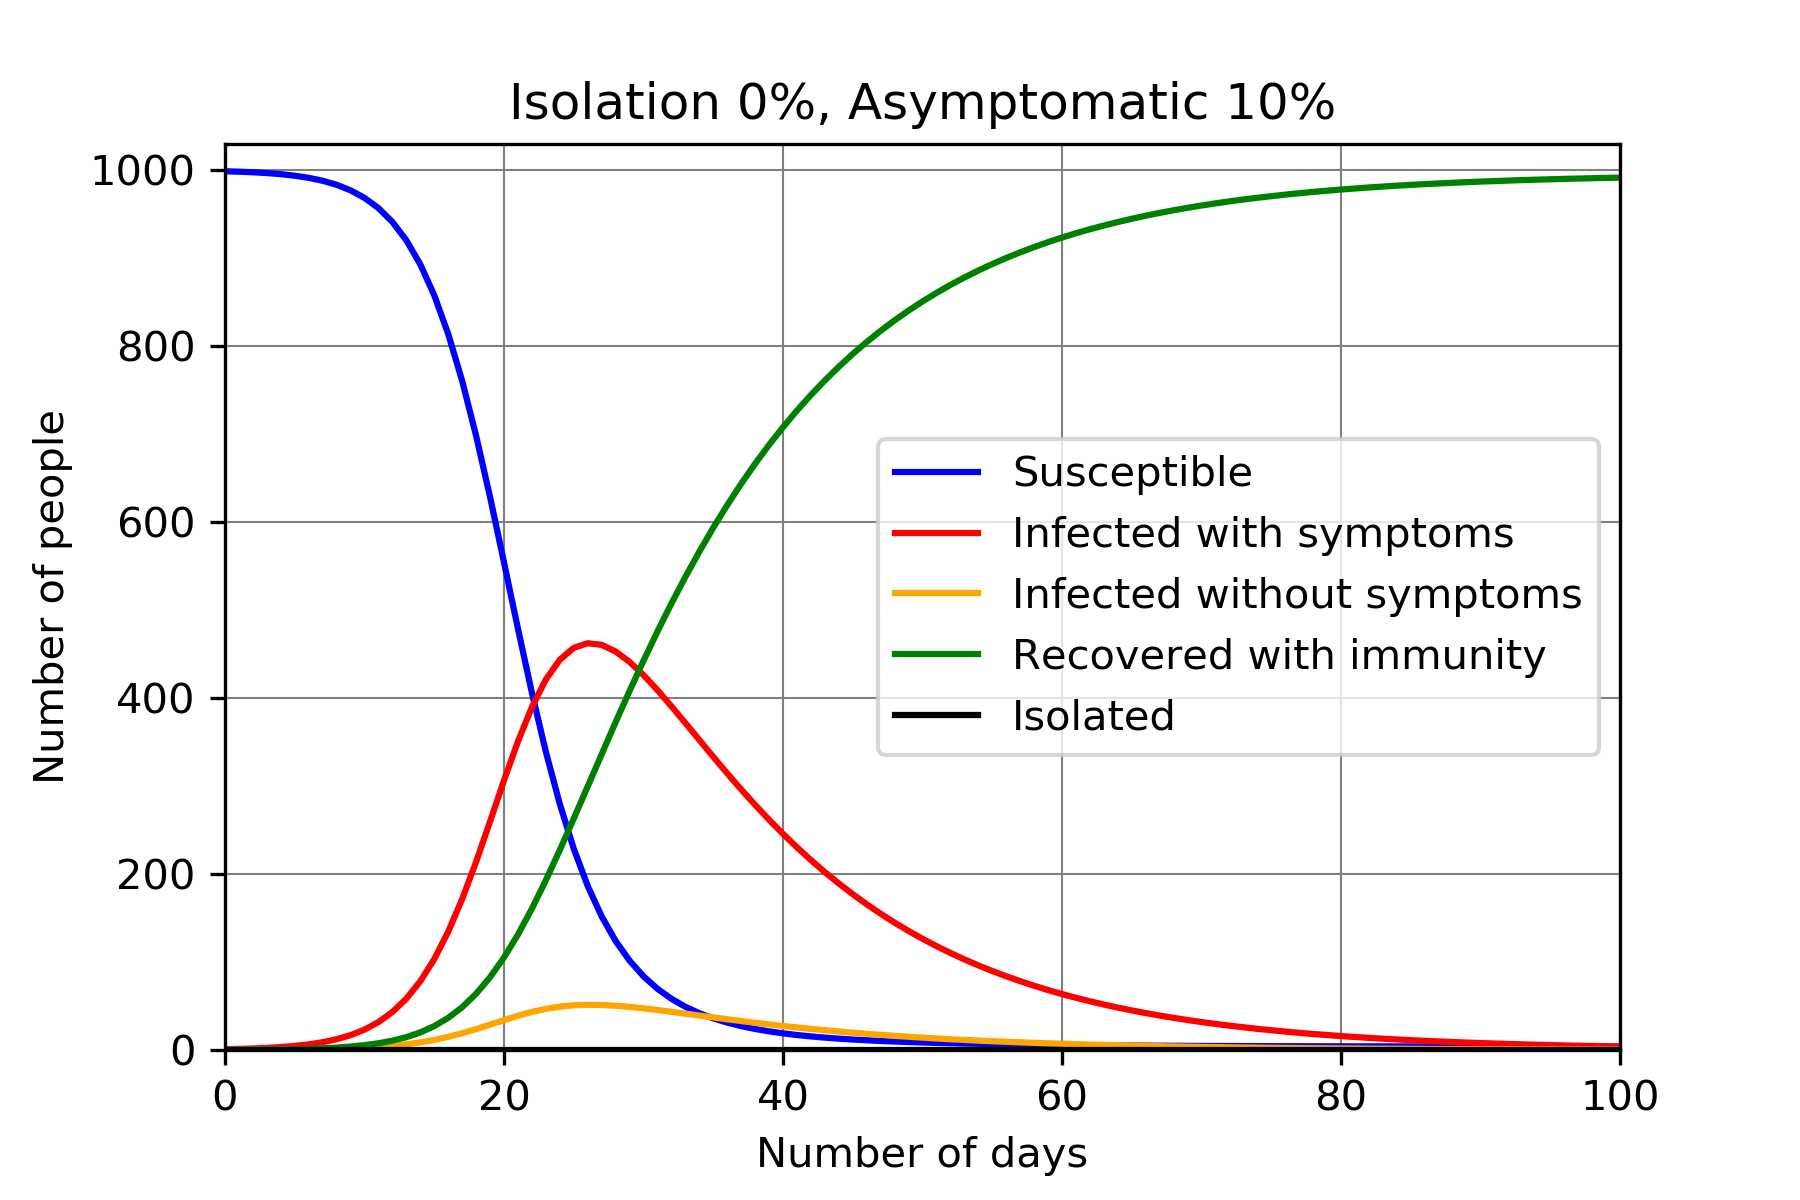 Isolation 0%, Asymptomatic 10%
1000
800
600
400
200
0
Number of people
Susceptible
Infected with symptoms
Infected without symptoms
Recovered with immunity
Isolated
0 20 40 60 80 100
Number of days